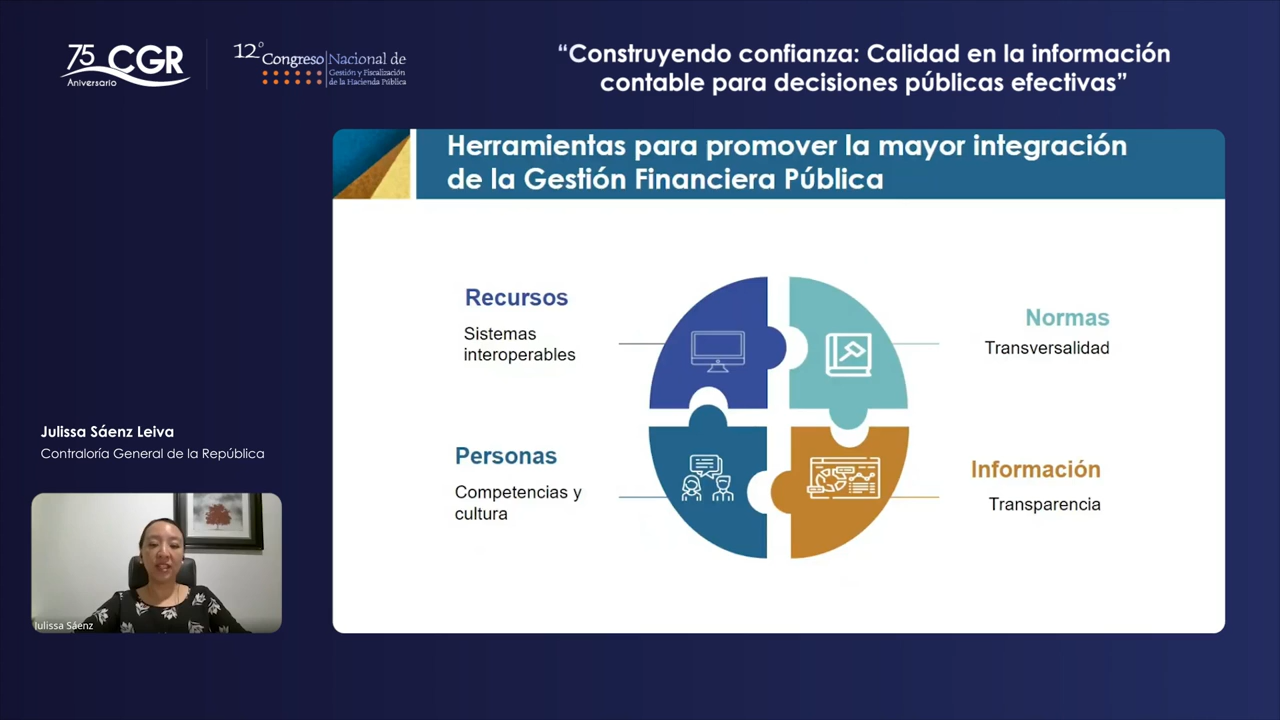 75 CGR
Aniversario
12° Congreso Nacional de
Gestión y Fiscalización
de la Hacienda Pública
“Construyendo confianza: Calidad en la información
contable para decisiones públicas efectivas”
Herramientas para promover la mayor integración
de la Gestión Financiera Pública
Recursos
Sistemas
interoperables
Normas
Transversalidad
Personas
Competencias y
cultura
Información
Transparencia
Julissa Sáenz Leiva
Contraloría General de la República
Julissa Sáenz